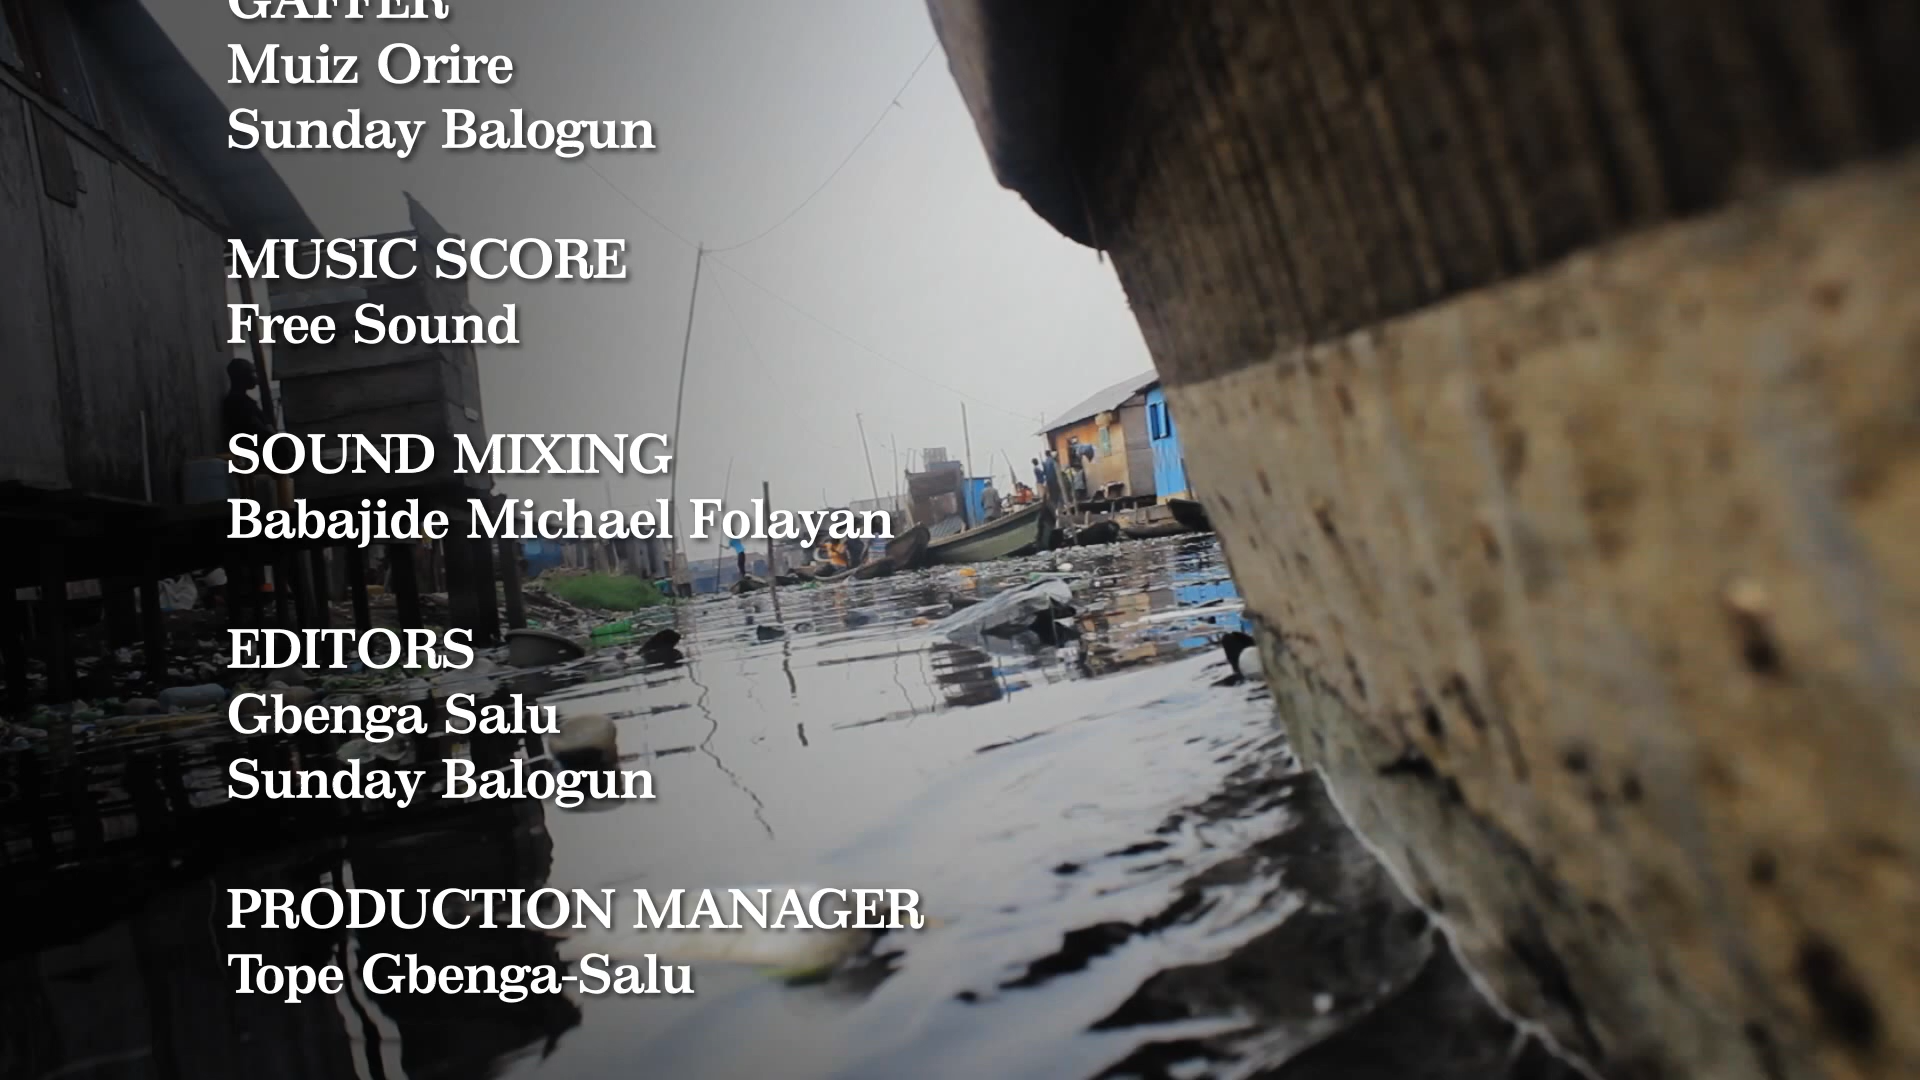 GAFFER
Muiz Orire
Sunday Balogun
MUSIC SCORE
Free Sound
SOUND MIXING
Babajide Michael Folayan
EDITORS
Gbenga Salu
Sunday Balogun
PRODUCTION MANAGER
Tope Gbenga-Salu